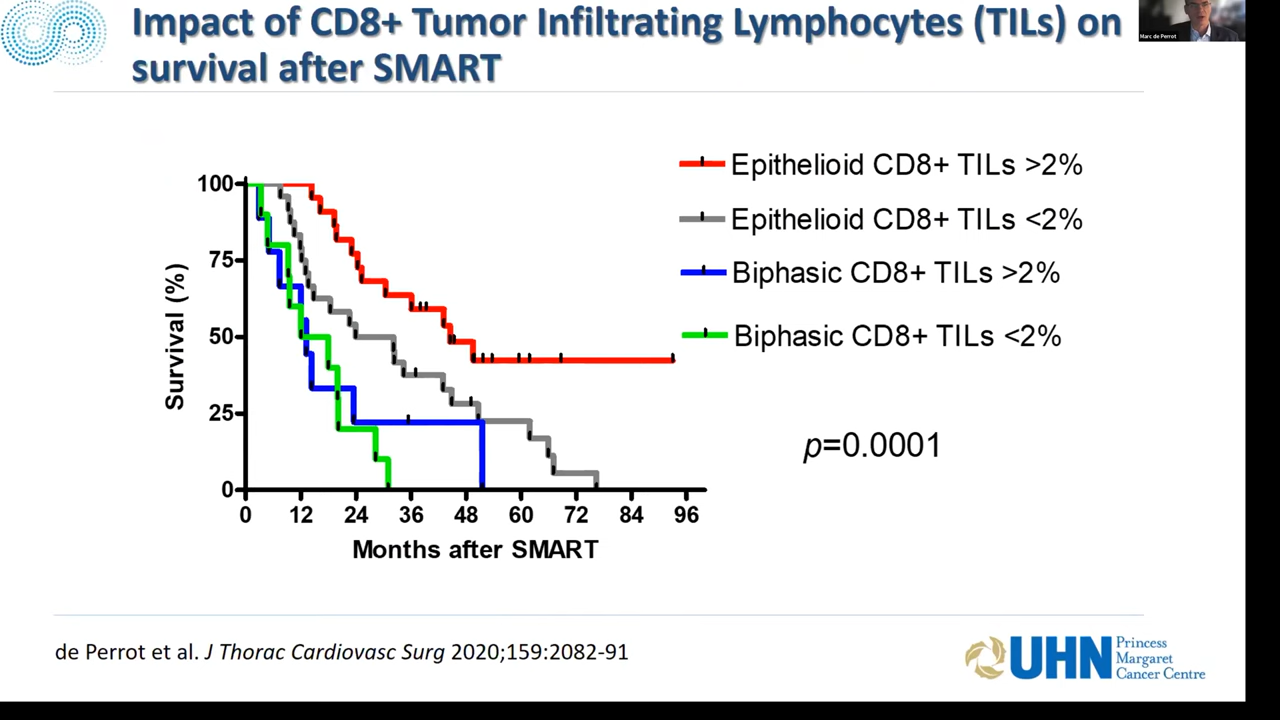 Impact of CD8+ Tumor Infiltrating Lymphocytes (TILs) on
survival after SMART
Marc de Perrot
Epithelioid CD8+ TILs >2%
Epithelioid CD8+ TILs <2%
Biphasic CD8+ TILs >2%
Biphasic CD8+ TILs <2%
p=0.0001
Survival (%)
100
75
50
25
0
0 12 24 36 48 60 72 84 96
Months after SMART
de Perrot et al. J Thorac Cardiovasc Surg 2020;159:2082-91
UHN
Princess
Margaret
Cancer Centre